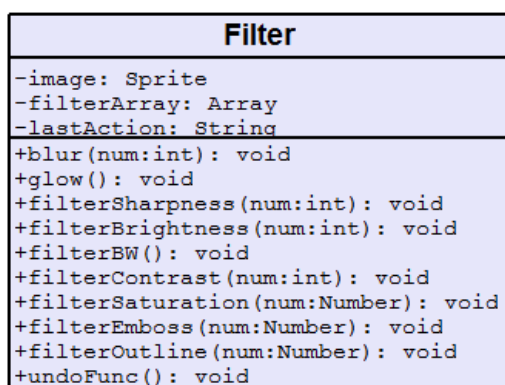 Filter
-image: Sprite
-filterArray: Array
-lastAction: String
+blur(num:int): void
+glow(): void
+filterSharpness(num:int): void
+filterBrightness(num:int): void
+filterBW(): void
+filterContrast(num:int): void
+filterSaturation(num:Number): void
+filterEmboss(num:Number): void
+filterOutline(num:Number): void
+undoFunc(): void